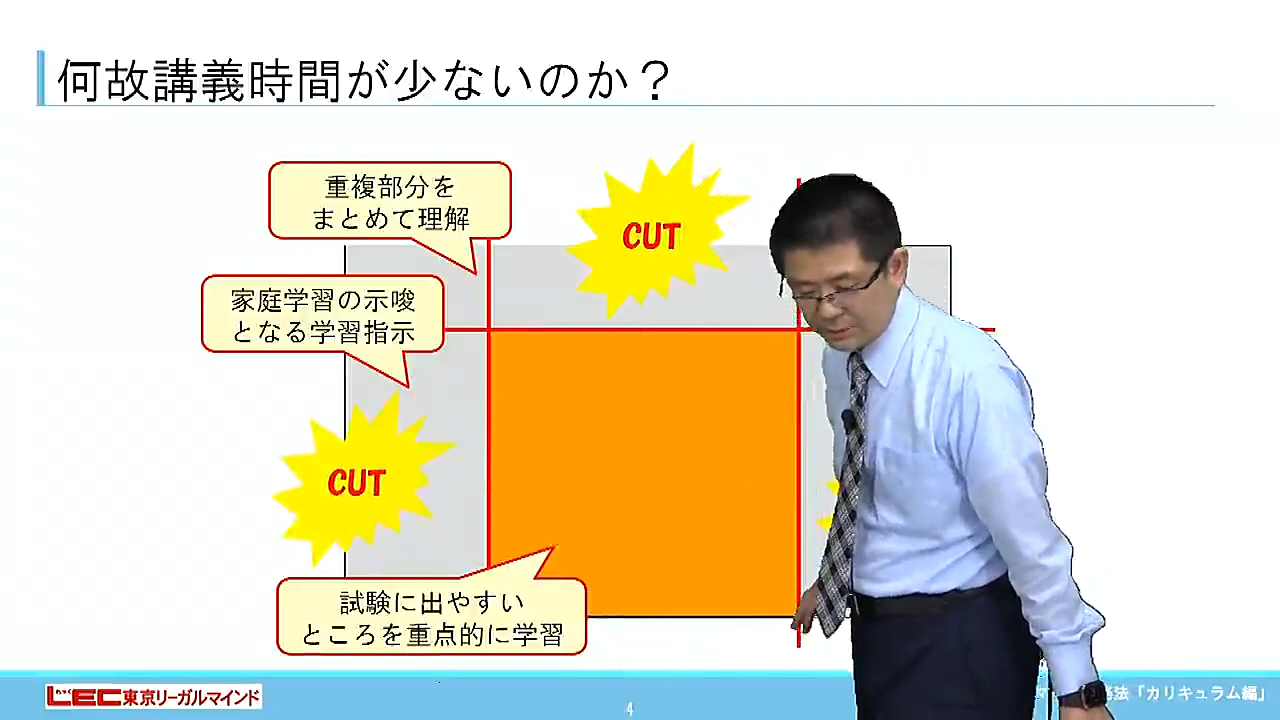 何故講義時間が少ないのか？
重複部分を
まとめて理解
CUT
家庭学習の示唆
となる学習指示
CUT
試験に出やすい
ところを重点的に学習
LEC東京リーガルマインド
4
法「カリキュラム編」